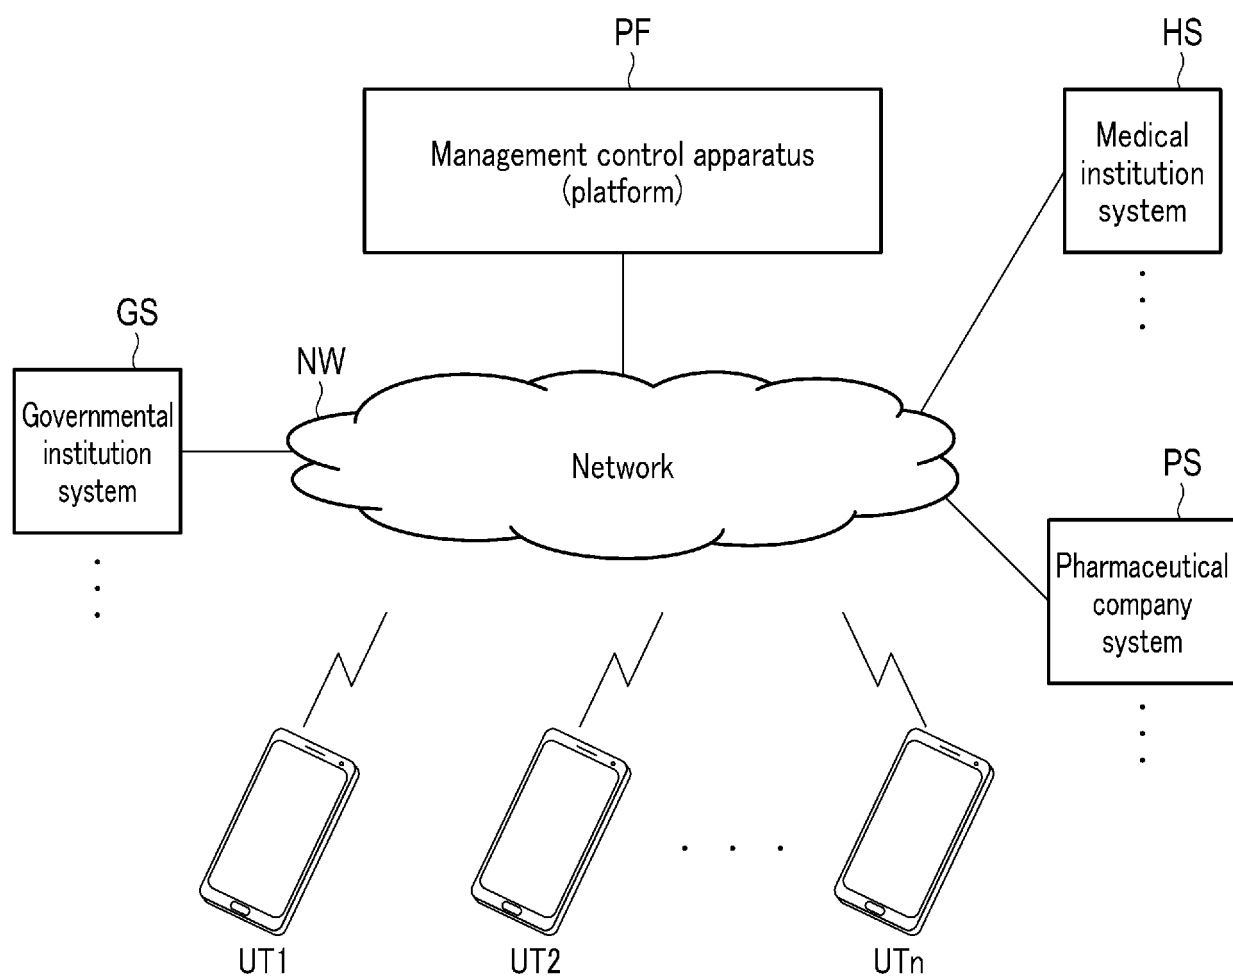 PF
HS
Management control apparatus
(platform)
Medical
institution
system
GS
NW
Governmental
institution
system
Network
PS
Pharmaceutical
company
system
UT1
UT2
UTn